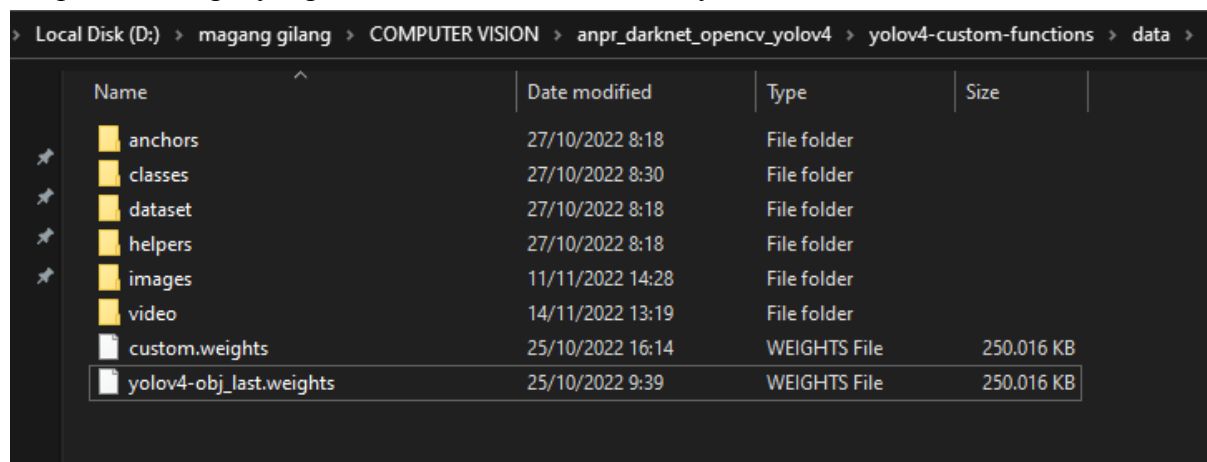 > Local Disk (D:) > magang gilang > COMPUTER VISION > anpr_darknet_opencv_yolov4 > yolov4-custom-functions > data >
Name Date modified Type Size
anchors 27/10/2022 8:18 File folder
classes 27/10/2022 8:30 File folder
dataset 27/10/2022 8:18 File folder
helpers 27/10/2022 8:18 File folder
images 11/11/2022 14:28 File folder
video 14/11/2022 13:19 File folder
custom.weights 25/10/2022 16:14 WEIGHTS File 250.016 KB
yolov4-obj_last.weights 25/10/2022 9:39 WEIGHTS File 250.016 KB